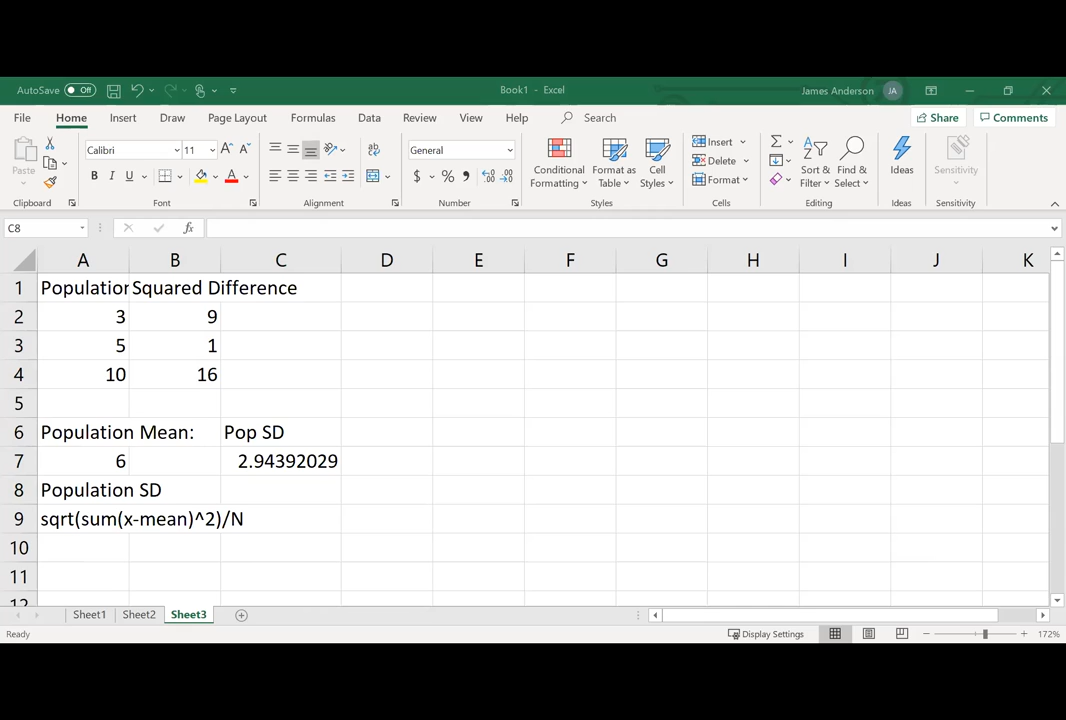 AutoSave Off Book1 - Excel James Anderson JA
File Home Insert Draw Page Layout Formulas Data Review View Help Search Share Comments
Paste
Clipboard
Calibri 11
B I U
Font
Alignment
General
$ % 9
Number
Conditional Formatting
Format as Table
Cell Styles
Styles
Insert
Delete
Format
Cells
Sort & Filter
Find & Select
Editing
Ideas
Ideas
Sensitivity
Sensitivity
C8 fx
A B C D E F G H I J K
1 Population Squared Difference
2 3 9
3 5 1
4 10 16
5
6 Population Mean: Pop SD
7 6 2.94392029
8 Population SD
9 sqrt(sum(x-mean)^2)/N
10
11
12
Sheet1 Sheet2 Sheet3
Ready Display Settings 172%